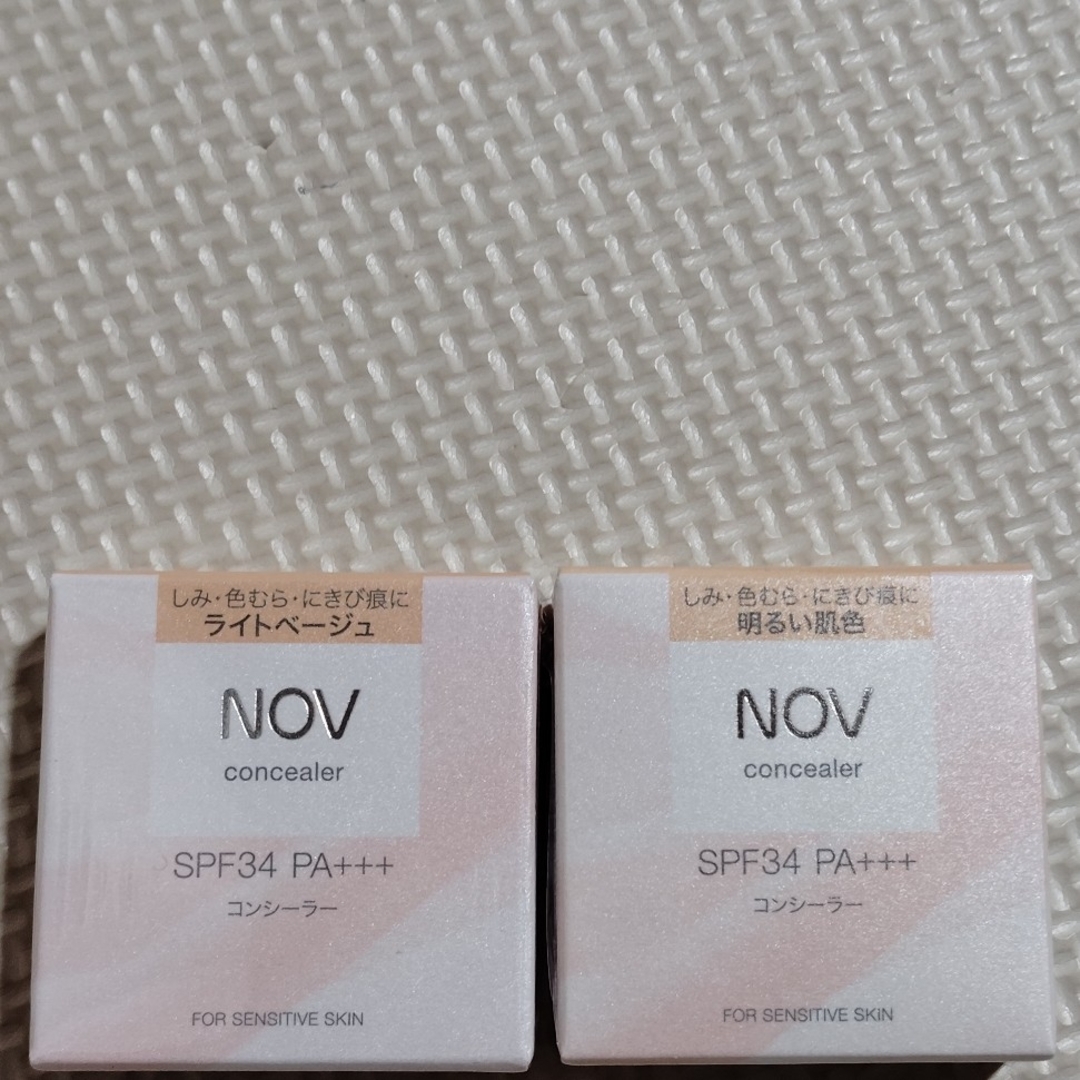 しみ・色むら・にきび痕に
ライトベージュ
NOV
concealer
SPF34 PA+++
コンシーラー
FOR SENSITIVE SKIN
しみ・色むら・にきび痕に
明るい肌色
NOV
concealer
SPF34 PA+++
コンシーラー
FOR SENSITIVE SKIN